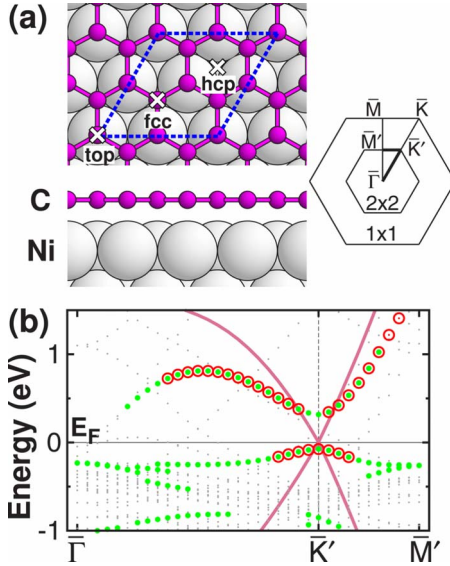 (a)
hcp
fcc
top
C
Ni
M̄ K̄
M̄′ K̄′
Γ̄
2x2
1x1
(b)
Energy (eV)
1
E_F
0
-1
Γ̄ K̄′ M̄′